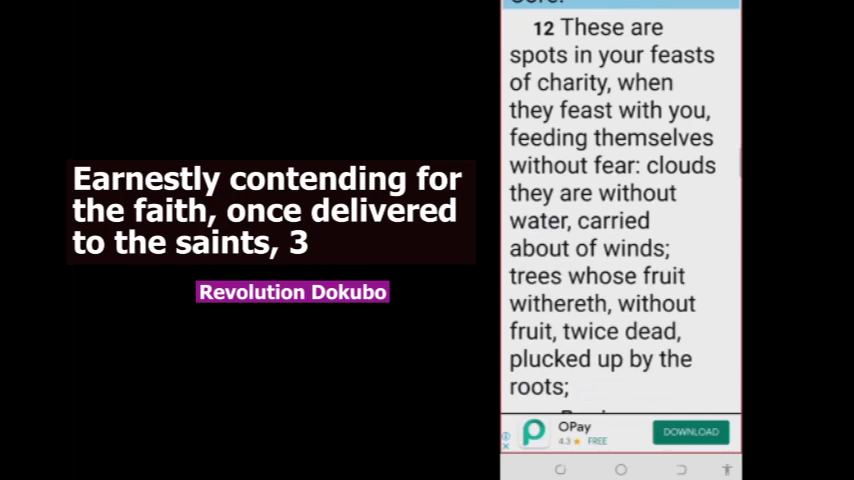 Earnestly contending for
the faith, once delivered
to the saints, 3
Revolution Dokubo
12 These are
spots in your feasts
of charity, when
they feast with you,
feeding themselves
without fear: clouds
they are without
water, carried
about of winds;
trees whose fruit
withereth, without
fruit, twice dead,
plucked up by the
roots;
OPay
4.3 ★ FREE
DOWNLOAD